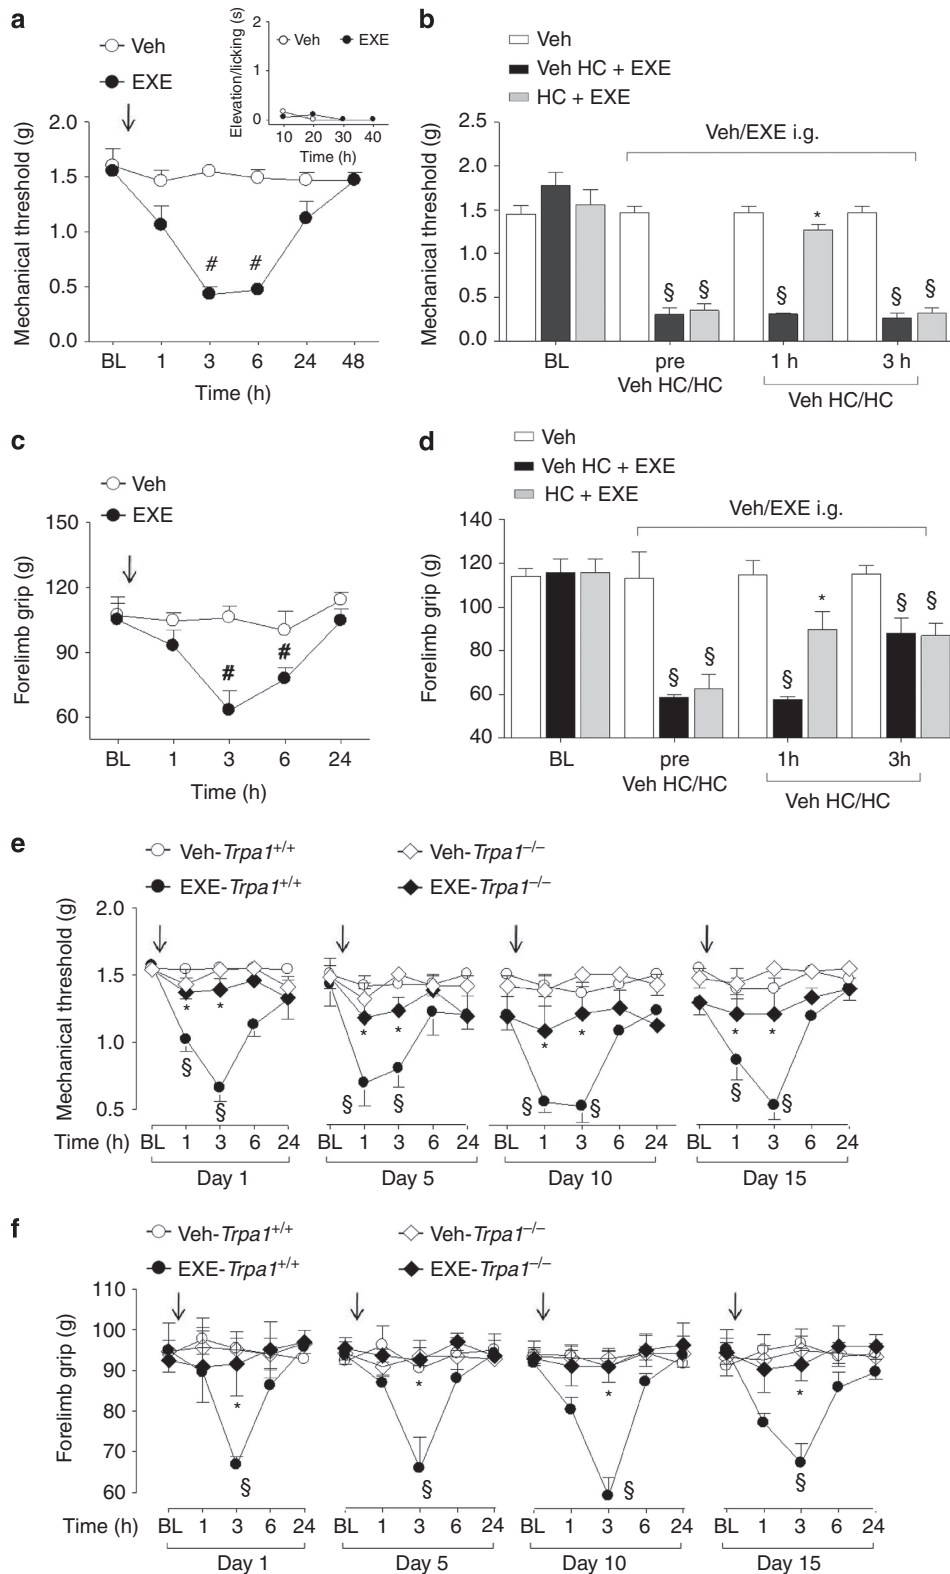 a
Veh
EXE
Elevation/licking (s)
2
1
0
Veh EXE
10 20 30 40
Time (h)
Mechanical threshold (g)
2.0
1.5
1.0
0.5
0.0
# #
BL 1 3 6 24 48
Time (h)
b
Veh
Veh HC + EXE
HC + EXE
Mechanical threshold (g)
2.5
2.0
1.5
1.0
0.5
0.0
Veh/EXE i.g.
§ § § * § §
BL pre 1 h 3 h
Veh HC/HC
Veh HC/HC
c
Veh
EXE
Forelimb grip (g)
150
120
90
60
# #
BL 1 3 6 24
Time (h)
d
Veh
Veh HC + EXE
HC + EXE
Forelimb grip (g)
140
120
100
80
60
40
Veh/EXE i.g.
§ § § * § §
BL pre 1h 3h
Veh HC/HC
Veh HC/HC
e
Veh-Trpa1+/+ Veh-Trpa1–/–
EXE-Trpa1+/+ EXE-Trpa1–/–
Mechanical threshold (g)
2.0
1.5
1.0
0.5
* * * * * * * *
§ § § § § § § §
Time (h) BL 1 3 6 24 BL 1 3 6 24 BL 1 3 6 24 BL 1 3 6 24
Day 1 Day 5 Day 10 Day 15
f
Veh-Trpa1+/+ Veh-Trpa1–/–
EXE-Trpa1+/+ EXE-Trpa1–/–
Forelimb grip (g)
110
100
90
80
70
60
* * * *
§ § § §
Time (h) BL 1 3 6 24 BL 1 3 6 24 BL 1 3 6 24 BL 1 3 6 24
Day 1 Day 5 Day 10 Day 15